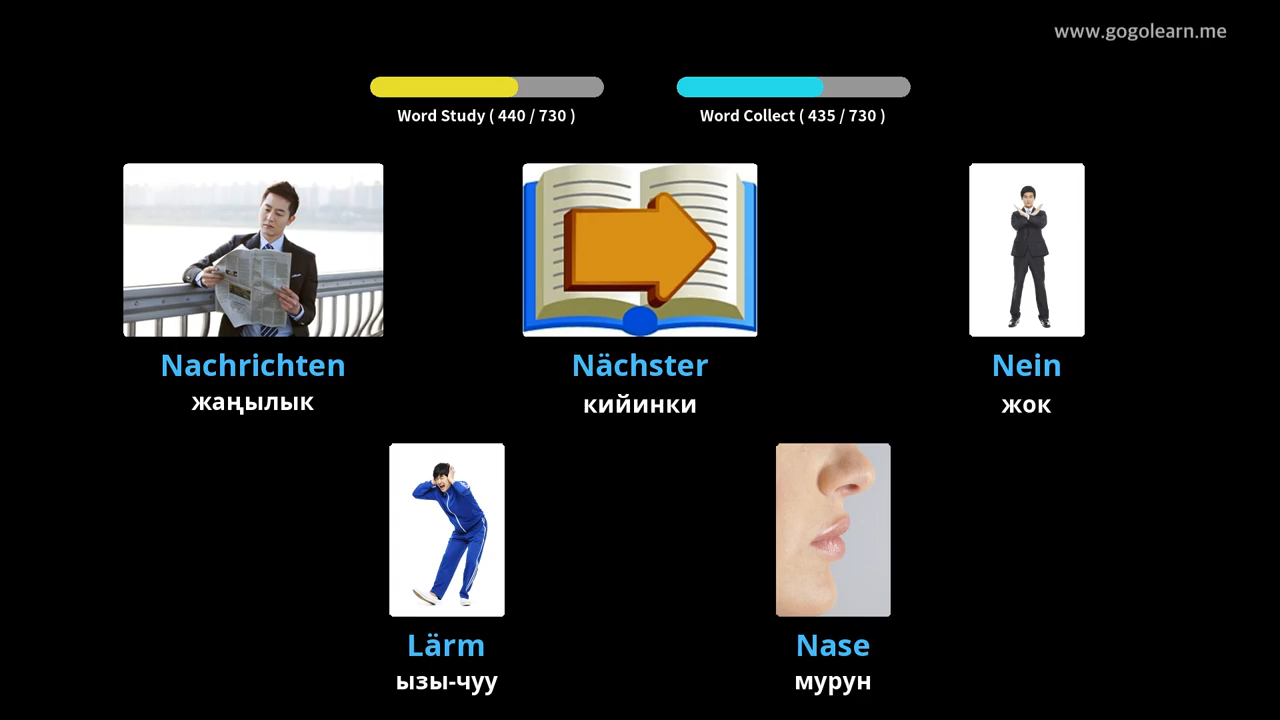 www.gogolearn.me
Word Study ( 440 / 730 )
Word Collect ( 435 / 730 )
Nachrichten
жаңылык
Nächster
кийинки
Nein
жок
Lärm
ызы-чуу
Nase
мурун